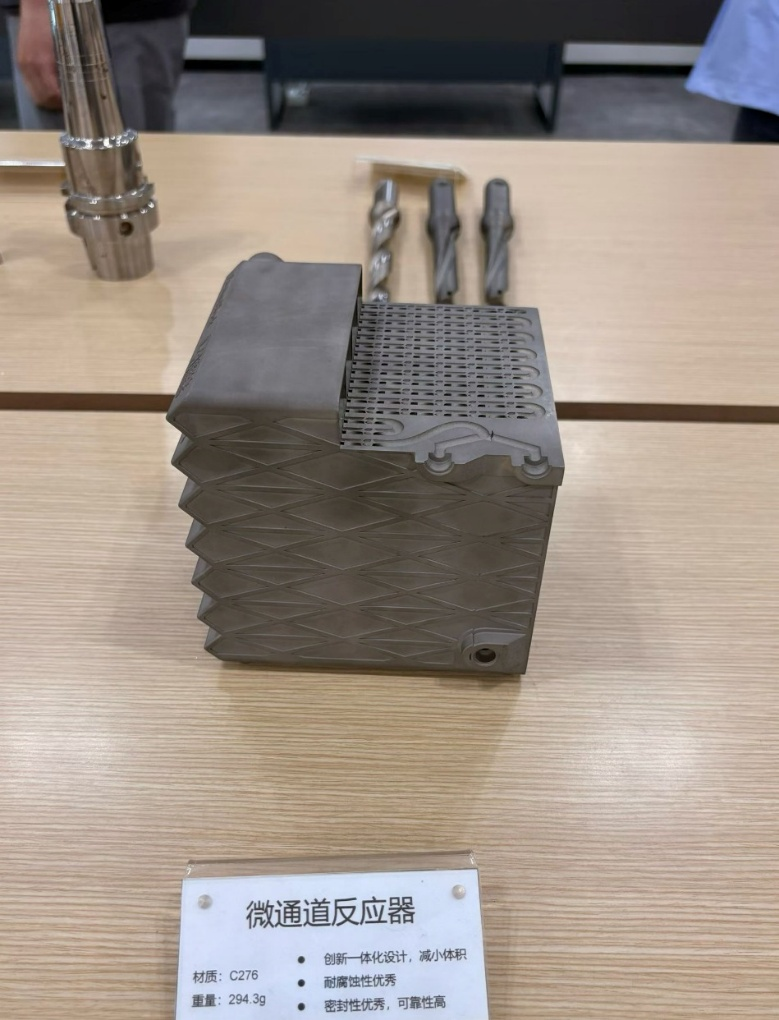 微通道反应器
材质：C276
重量：294.3g
● 创新一体化设计，减小体积
● 耐腐蚀性优秀
● 密封性优秀，可靠性高